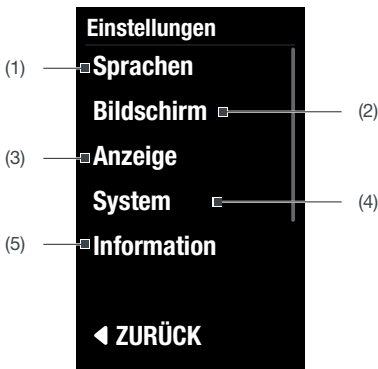 Einstellungen
(1) Sprachen
Bildschirm (2)
(3) Anzeige
System (4)
(5) Information
◀ ZURÜCK